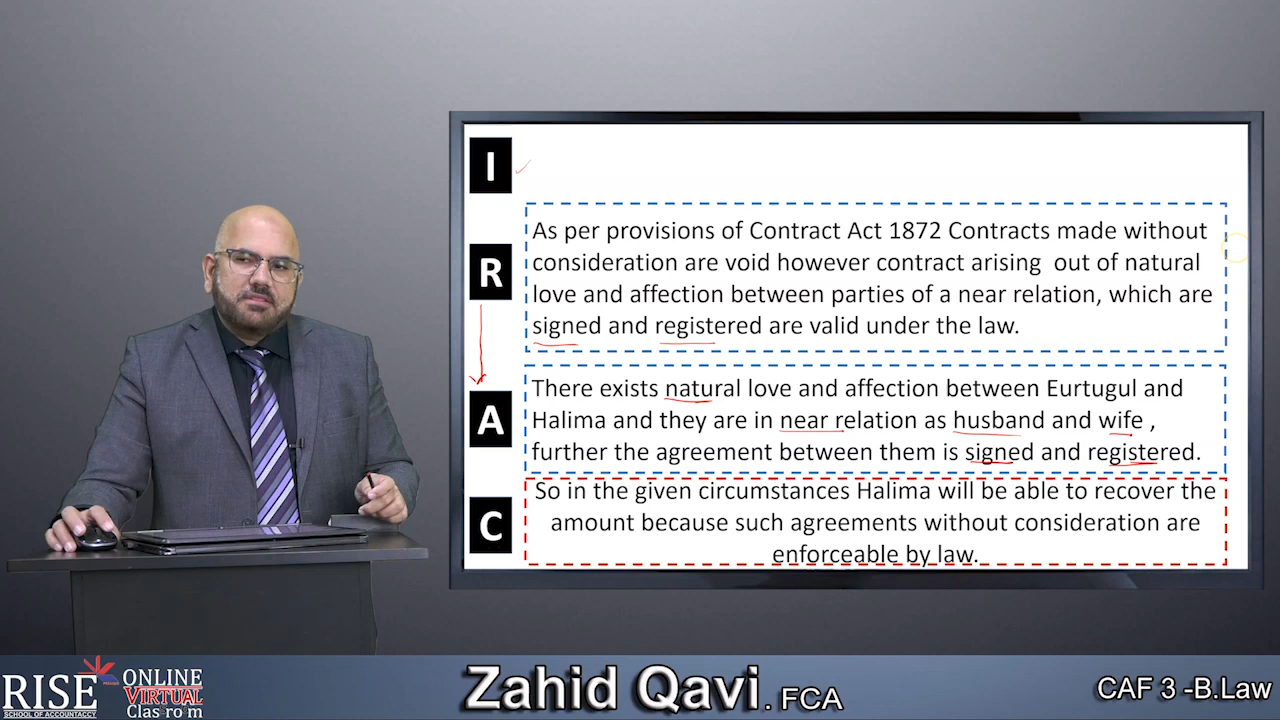 I
As per provisions of Contract Act 1872 Contracts made without
consideration are void however contract arising out of natural
love and affection between parties of a near relation, which are
signed and registered are valid under the law.
R
There exists natural love and affection between Eurtugul and
Halima and they are in near relation as husband and wife ,
further the agreement between them is signed and registered.
A
So in the given circumstances Halima will be able to recover the
amount because such agreements without consideration are
enforceable by law.
C
RISE
SCHOOL OF ACCOUNTACCY
ONLINE
VIRTUAL
Clasrom
Zahid Qavi. FCA
CAF 3 -B.Law